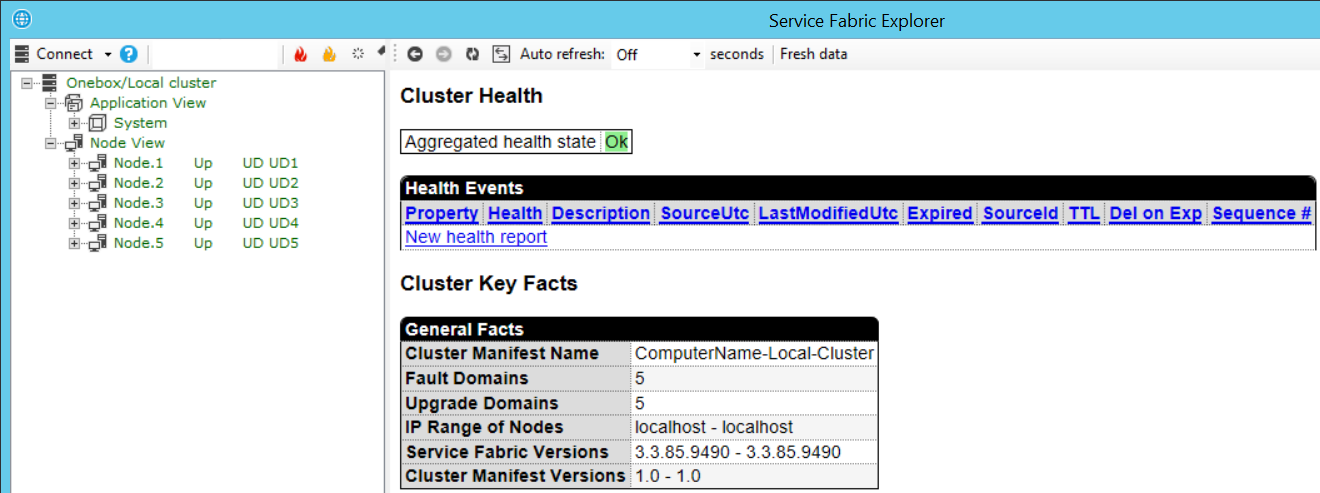 Service Fabric Explorer
Connect
Auto refresh: Off seconds Fresh data
Onebox/Local cluster
Application View
System
Node View
Node.1 Up UD UD1
Node.2 Up UD UD2
Node.3 Up UD UD3
Node.4 Up UD UD4
Node.5 Up UD UD5
Cluster Health
Aggregated health state Ok
Health Events
Property Health Description SourceUtc LastModifiedUtc Expired SourceId TTL Del on Exp Sequence #
New health report
Cluster Key Facts
General Facts
Cluster Manifest Name ComputerName-Local-Cluster
Fault Domains 5
Upgrade Domains 5
IP Range of Nodes localhost - localhost
Service Fabric Versions 3.3.85.9490 - 3.3.85.9490
Cluster Manifest Versions 1.0 - 1.0